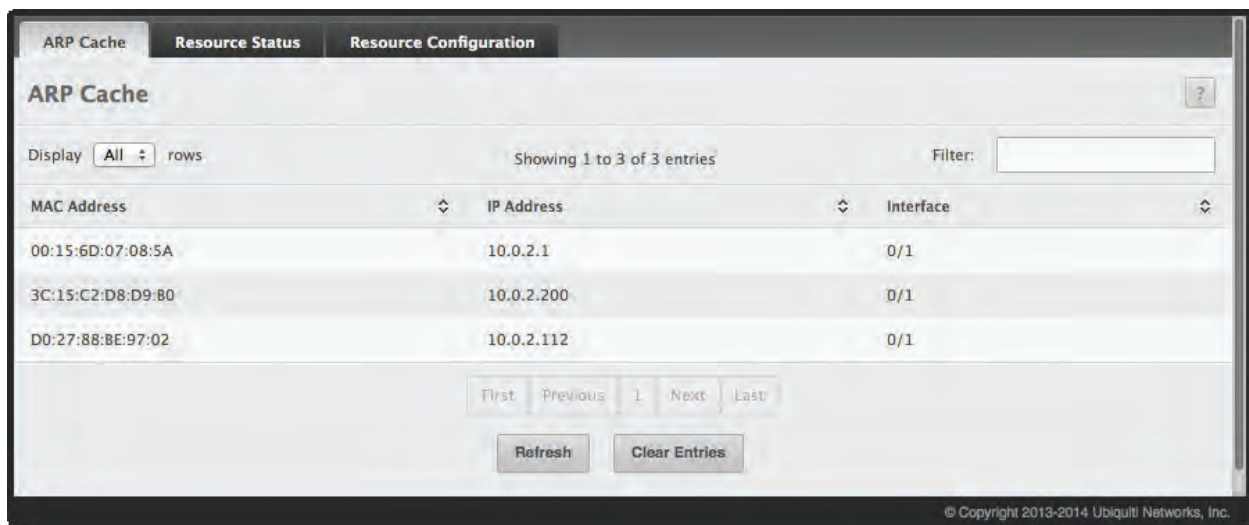 ARP Cache Resource Status Resource Configuration
ARP Cache ?
Display All rows Showing 1 to 3 of 3 entries Filter:
MAC Address IP Address Interface
00:15:6D:07:08:5A 10.0.2.1 0/1
3C:15:C2:D8:D9:B0 10.0.2.200 0/1
D0:27:88:BE:97:02 10.0.2.112 0/1
First Previous 1 Next Last
Refresh Clear Entries
© Copyright 2013-2014 Ubiquiti Networks, Inc.